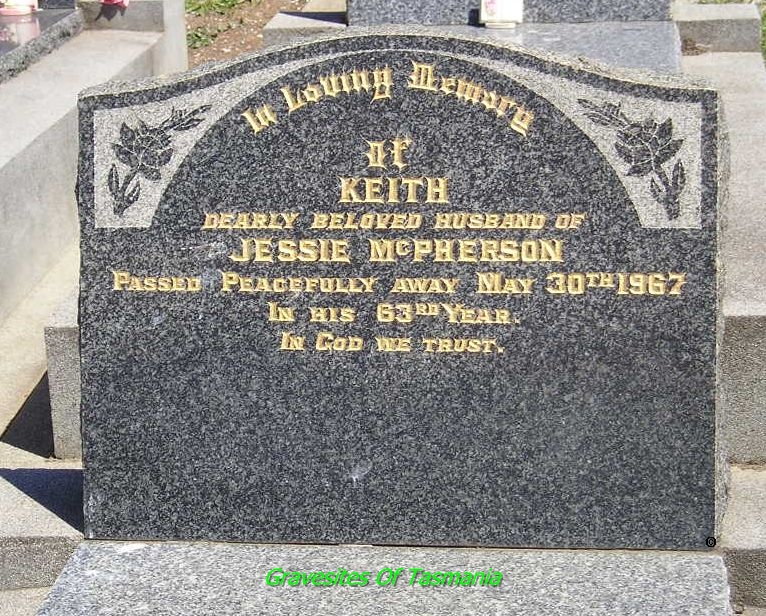 In Loving Memory
of
KEITH
DEARLY BELOVED HUSBAND OF
JESSIE McPHERSON
PASSED PEACEFULLY AWAY MAY 30TH 1967
IN HIS 63RD YEAR.
IN GOD WE TRUST.
Gravesites Of Tasmania